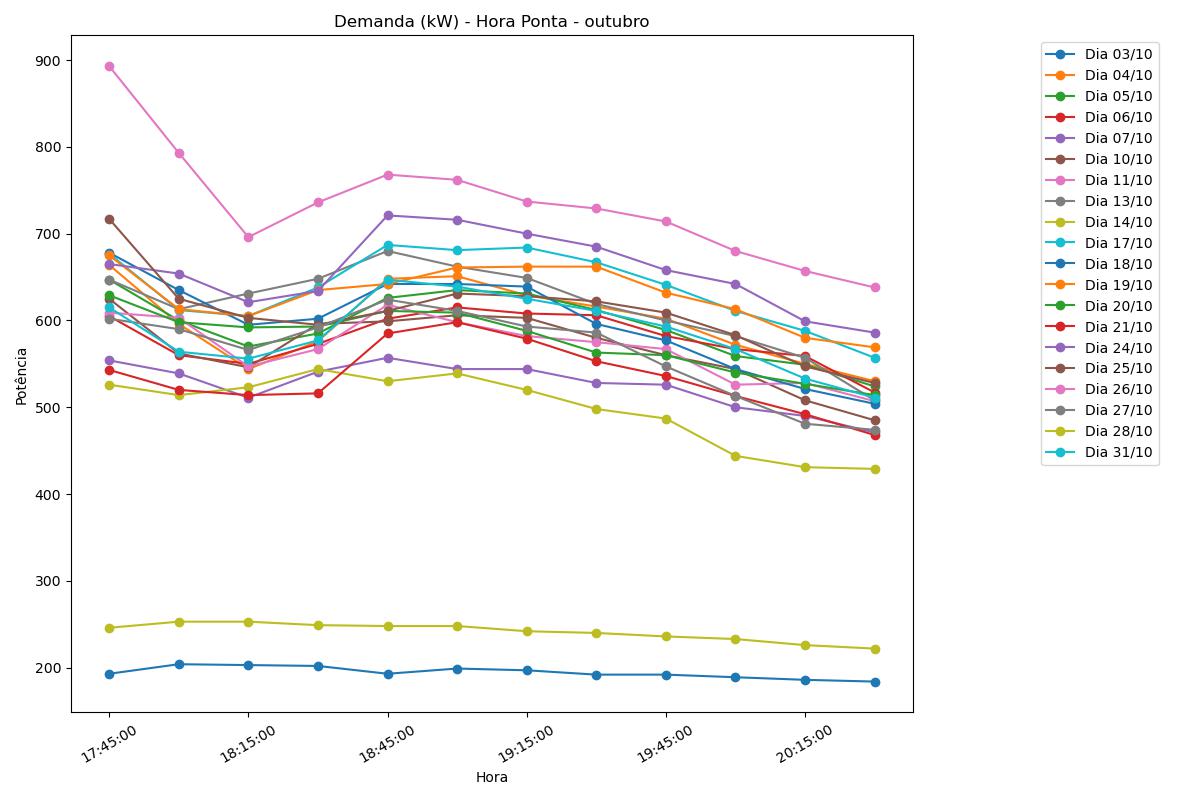 Demanda (kW) - Hora Ponta - outubro
Potência
900
800
700
600
500
400
300
200
17:45:00
18:15:00
18:45:00
19:15:00
19:45:00
20:15:00
Hora
Dia 03/10
Dia 04/10
Dia 05/10
Dia 06/10
Dia 07/10
Dia 10/10
Dia 11/10
Dia 13/10
Dia 14/10
Dia 17/10
Dia 18/10
Dia 19/10
Dia 20/10
Dia 21/10
Dia 24/10
Dia 25/10
Dia 26/10
Dia 27/10
Dia 28/10
Dia 31/10